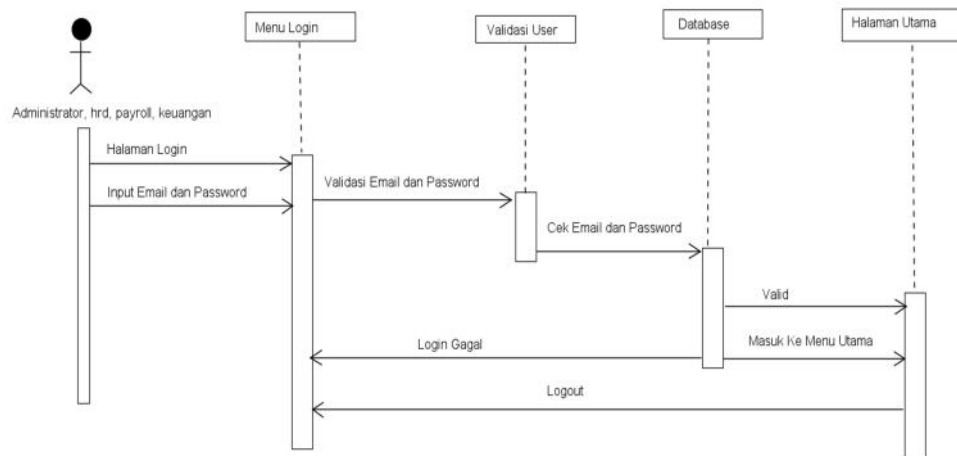 Menu Login
Validasi User
Database
Halaman Utama
Administrator, hrd, payroll, keuangan
Halaman Login
Input Email dan Password
Validasi Email dan Password
Cek Email dan Password
Valid
Login Gagal
Masuk Ke Menu Utama
Logout